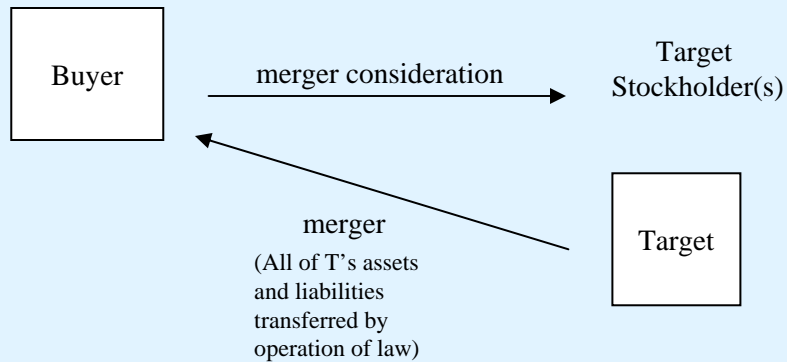 Buyer
merger consideration
Target
Stockholder(s)
merger
(All of T’s assets
and liabilities
transferred by
operation of law)
Target